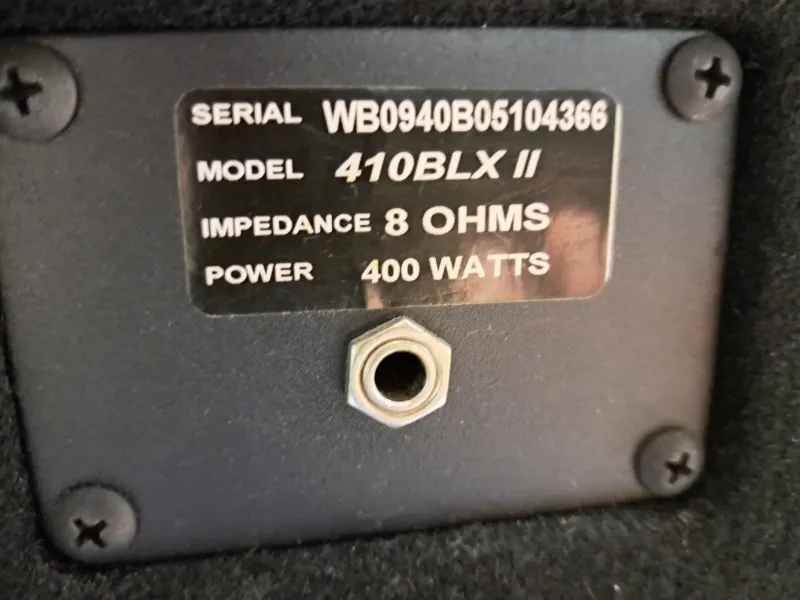 SERIAL WB0940B05104366
MODEL 410BLX II
IMPEDANCE 8 OHMS
POWER 400 WATTS